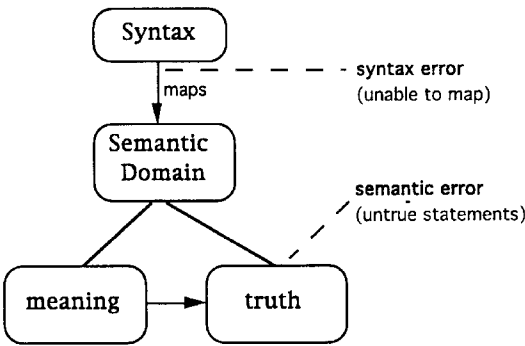 Syntax
maps
syntax error
(unable to map)
Semantic
Domain
semantic error
(untrue statements)
meaning
truth